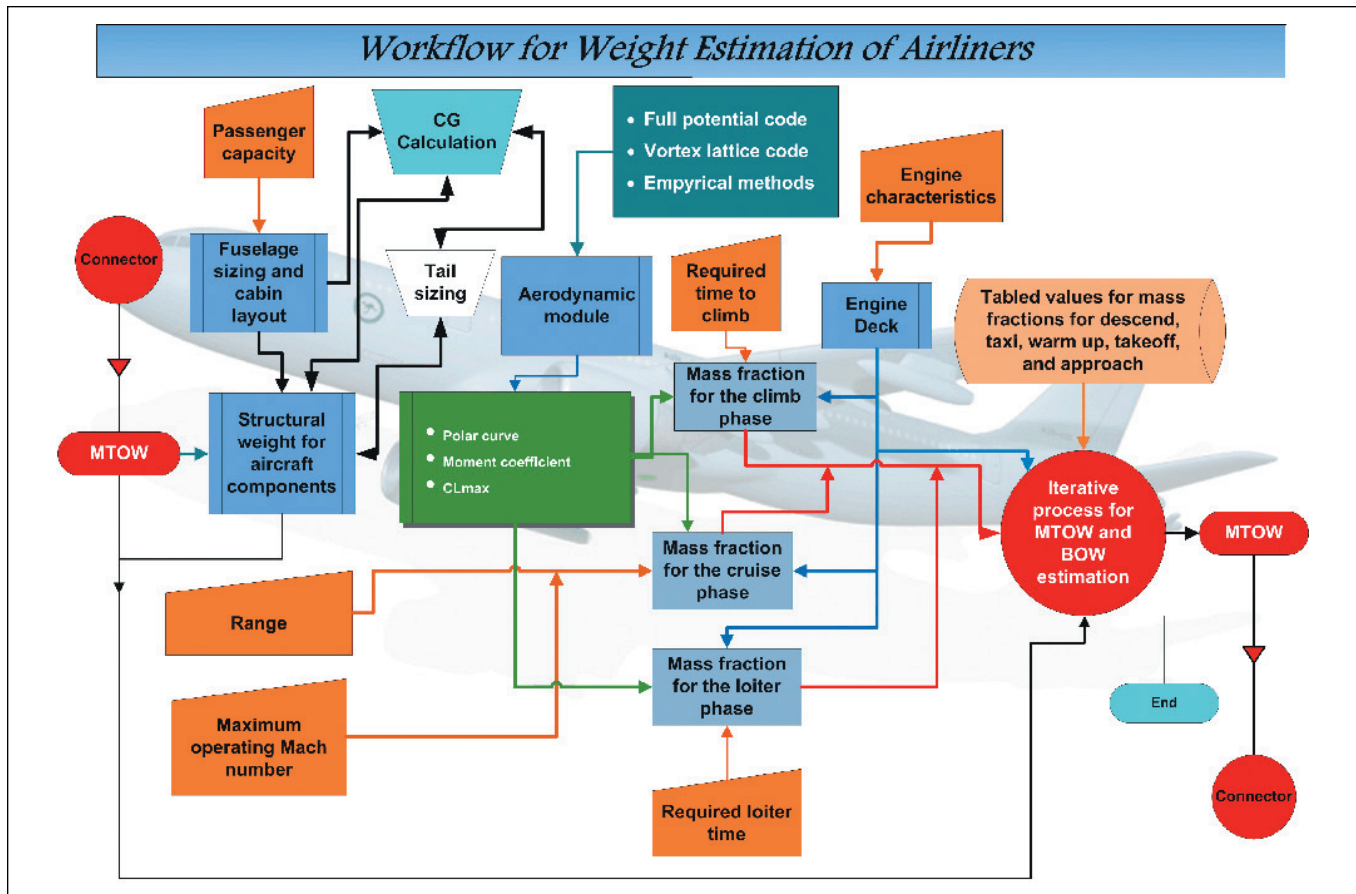 Workflow for Weight Estimation of Airliners
Passenger
capacity
CG
Calculation
• Full potential code
• Vortex lattice code
• Empyrical methods
Engine
characteristics
Connector
Fuselage
sizing and
cabin
layout
Tail
sizing
Aerodynamic
module
Required
time to
climb
Engine
Deck
Tabled values for mass
fractions for descend,
taxi, warm up, takeoff,
and approach
Mass fraction
for the climb
phase
MTOW
Structural
weight for
aircraft
components
• Polar curve
• Moment coefficient
• CLmax
Iterative
process for
MTOW and
BOW
estimation
MTOW
Mass fraction
for the cruise
phase
Range
Mass fraction
for the loiter
phase
End
Maximum
operating Mach
number
Required loiter
time
Connector